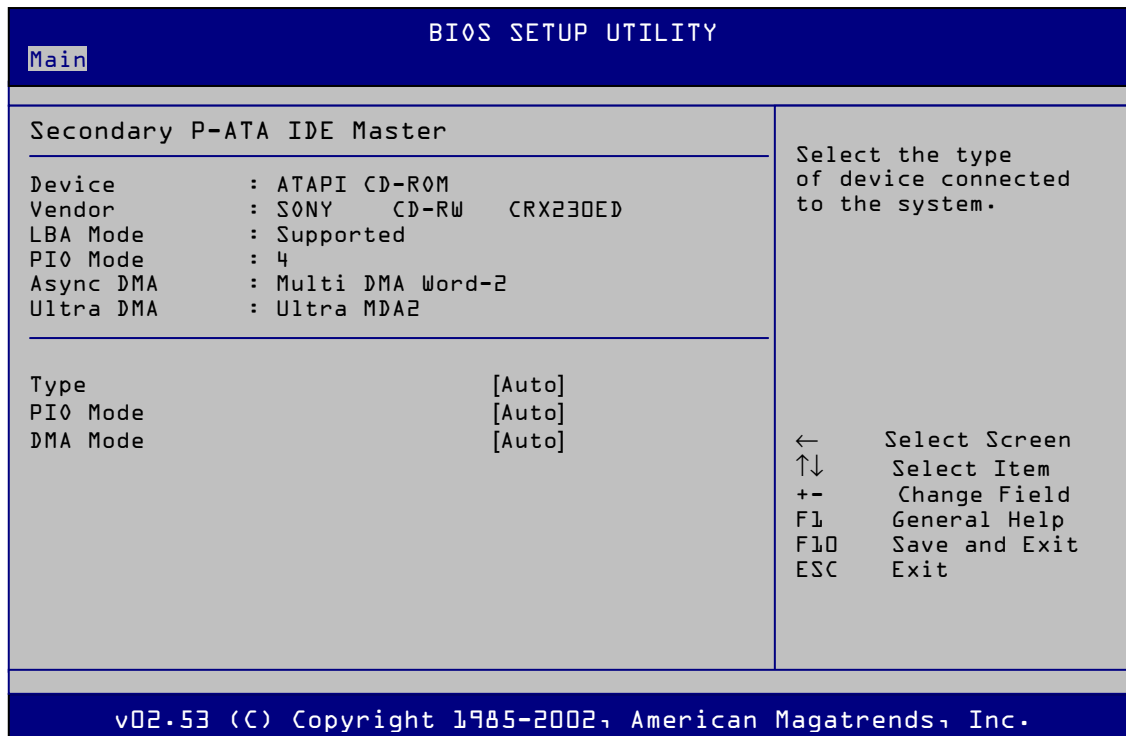 BIOS SETUP UTILITY
Main
Secondary P-ATA IDE Master
Device : ATAPI CD-ROM
Vendor : SONY CD-RW CRX230ED
LBA Mode : Supported
PIO Mode : 4
Async DMA : Multi DMA Word-2
Ultra DMA : Ultra MDA2
Type [Auto]
PIO Mode [Auto]
DMA Mode [Auto]
Select the type
of device connected
to the system.
← Select Screen
↑↓ Select Item
+- Change Field
F1 General Help
F10 Save and Exit
ESC Exit
v02.53 (C) Copyright 1985-2002, American Magatrends, Inc.